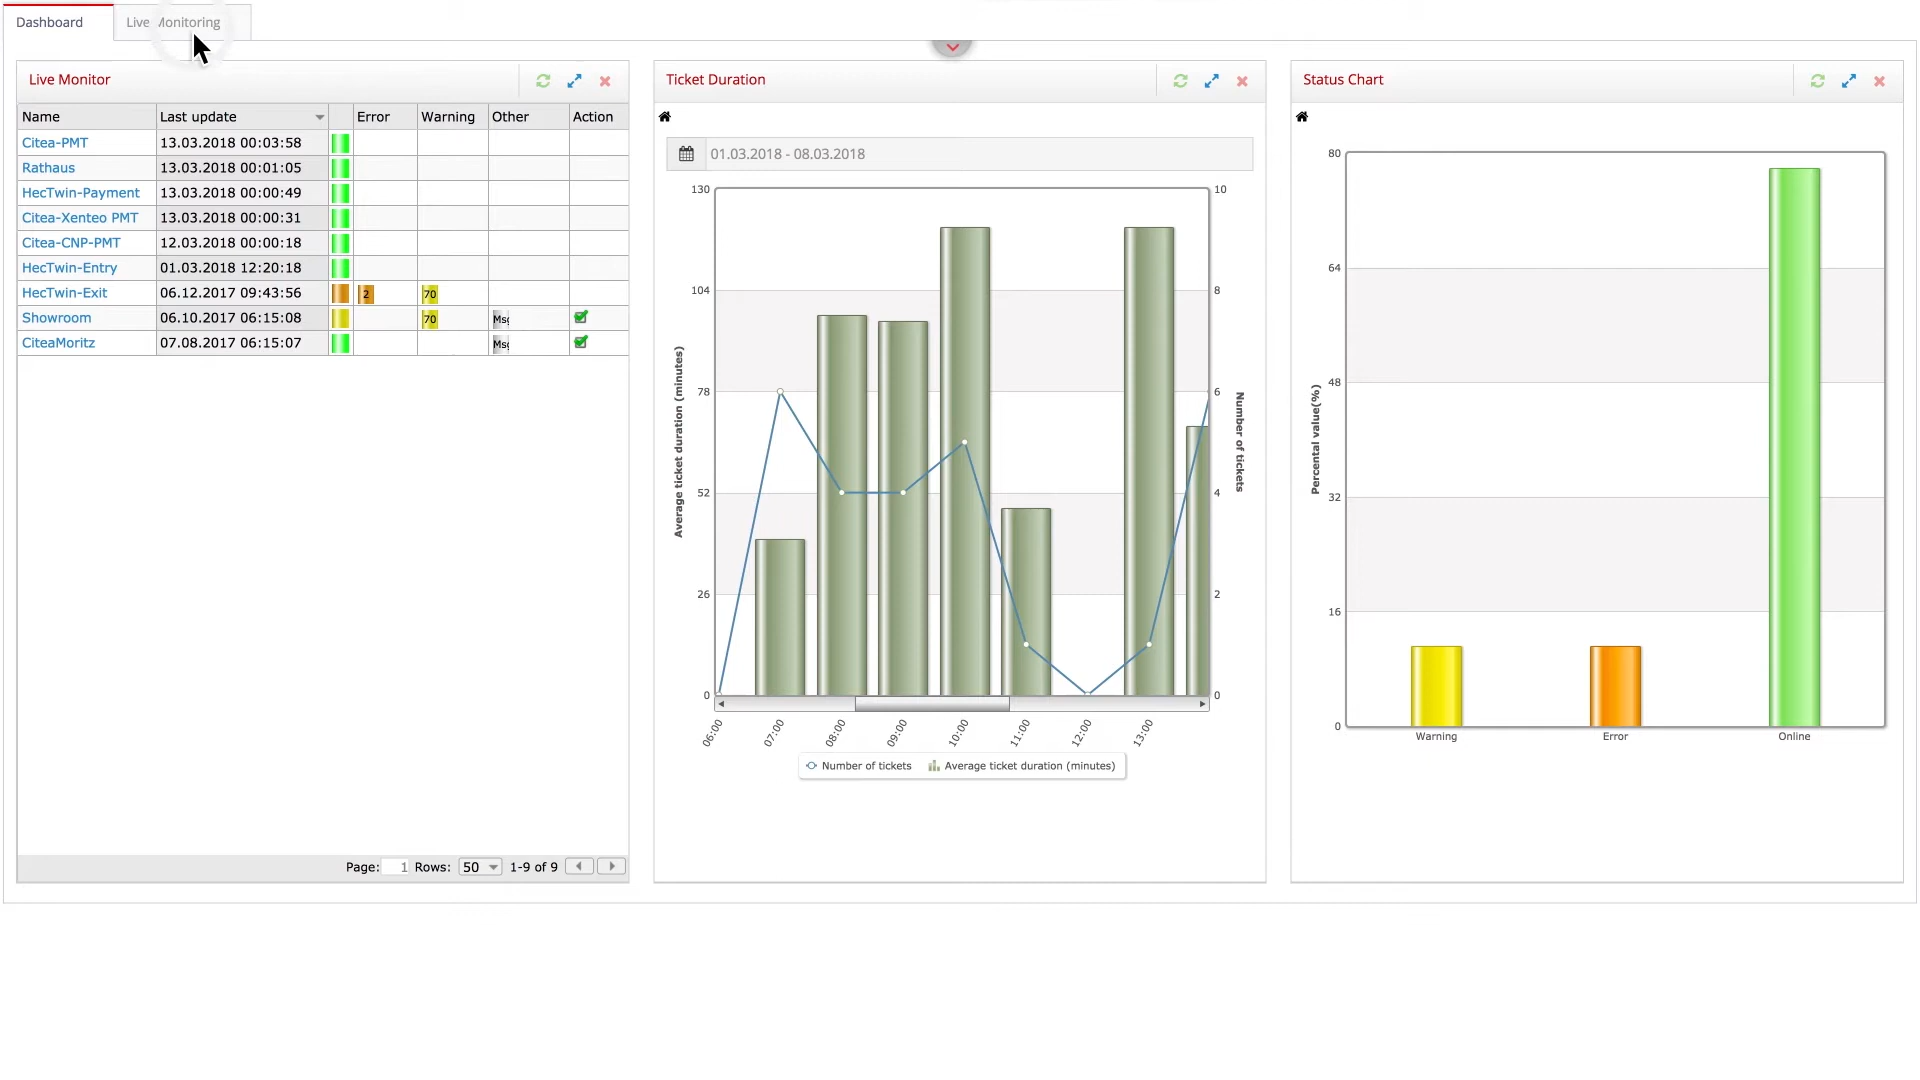 Dashboard
Live Monitoring
Live Monitor
Name Last update Error Warning Other Action
Citea-PMT 13.03.2018 00:03:58
Rathaus 13.03.2018 00:01:05
HecTwin-Payment 13.03.2018 00:00:49
Citea-Xenteo PMT 13.03.2018 00:00:31
Citea-CNP-PMT 12.03.2018 00:00:18
HecTwin-Entry 01.03.2018 12:20:18
HecTwin-Exit 06.12.2017 09:43:56 2 70
Showroom 06.10.2017 06:15:08 70 Msg
CiteaMoritz 07.08.2017 06:15:07 Msg
Page: 1 Rows: 50 1-9 of 9
Ticket Duration
01.03.2018 - 08.03.2018
130
104
78
52
26
0
Average ticket duration (minutes)
10
8
6
4
2
0
Number of tickets
06:00 07:00 08:00 09:00 10:00 11:00 12:00 13:00
Number of tickets Average ticket duration (minutes)
Status Chart
80
64
48
32
16
0
Percental value(%)
Warning Error Online